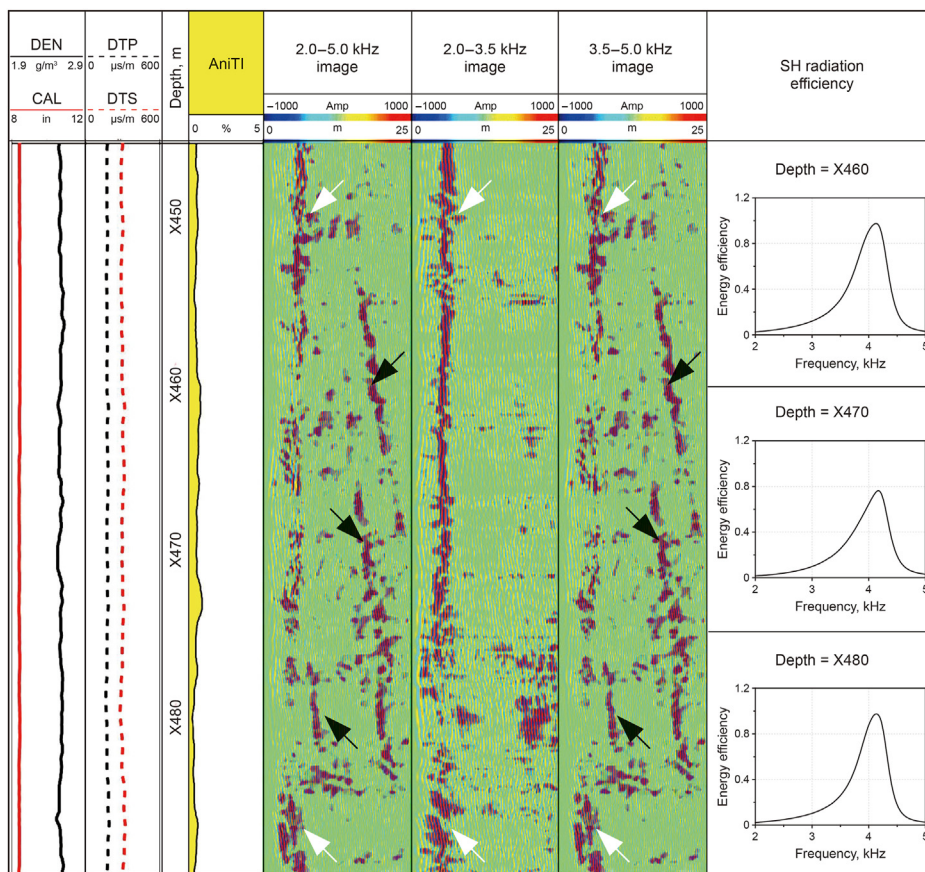 DEN
1.9 g/m³ 2.9
CAL
8 in 12
DTP
0 µs/m 600
DTS
0 µs/m 600
Depth, m
AniTI
0 % 5
2.0–5.0 kHz
image
−1000 Amp 1000
0 m 25
2.0–3.5 kHz
image
−1000 Amp 1000
0 m 25
3.5–5.0 kHz
image
−1000 Amp 1000
0 m 25
SH radiation
efficiency
X450
X460
X470
X480
Depth = X460
Energy efficiency
1.2
0.8
0.4
0
2 3 4 5
Frequency, kHz
Depth = X470
Energy efficiency
1.2
0.8
0.4
0
2 3 4 5
Frequency, kHz
Depth = X480
Energy efficiency
1.2
0.8
0.4
0
2 3 4 5
Frequency, kHz